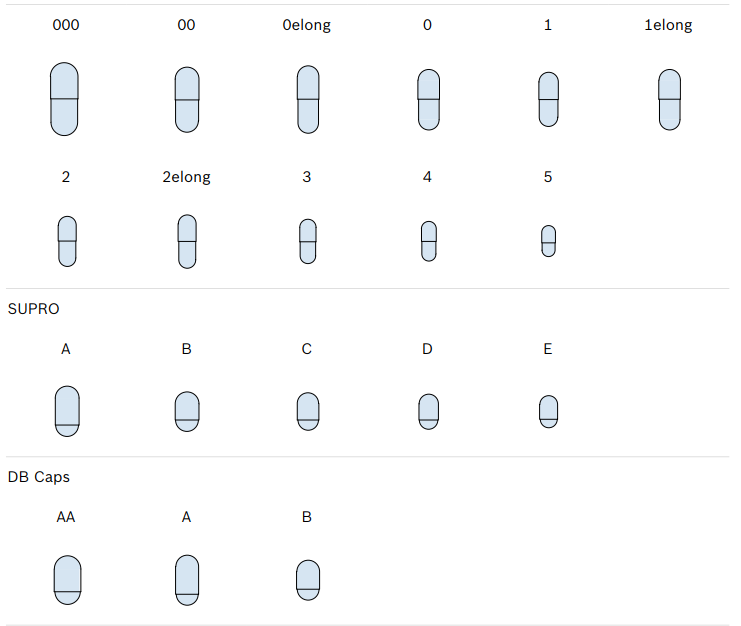 000 00 0elong 0 1 1elong
2 2elong 3 4 5
SUPRO
A B C D E
DB Caps
AA A B